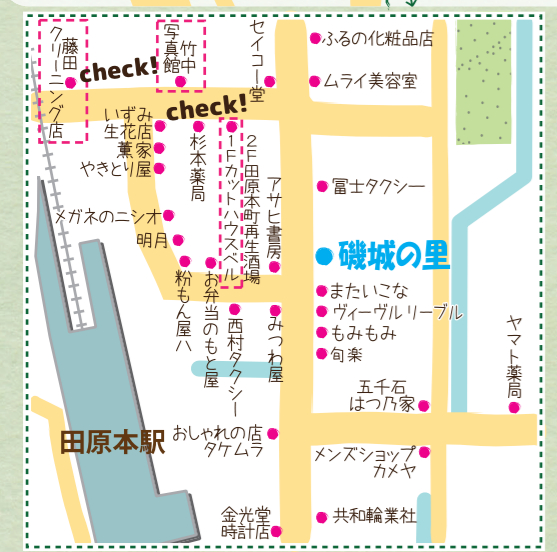 藤田
クリーニング店
check!
竹中
写真館
セイコー堂
ふるの化粧品店
ムライ美容室
check!
いずみ
生花店
薫家
やきとり屋
杉本薬局
1Fカットハウスベル
2F田原本町再生酒場
アサヒ書房
冨士タクシー
メガネのニシオ
明月
磯城の里
粉もん屋ハ
お弁当のもと屋
西村タクシー
みつわ屋
またいこな
ヴィーヴルリーブル
もみもみ
旬楽
ヤマト薬局
五千石
はつ乃家
田原本駅
おしゃれの店
タケムラ
メンズショップ
カメヤ
金光堂
時計店
共和輪業社